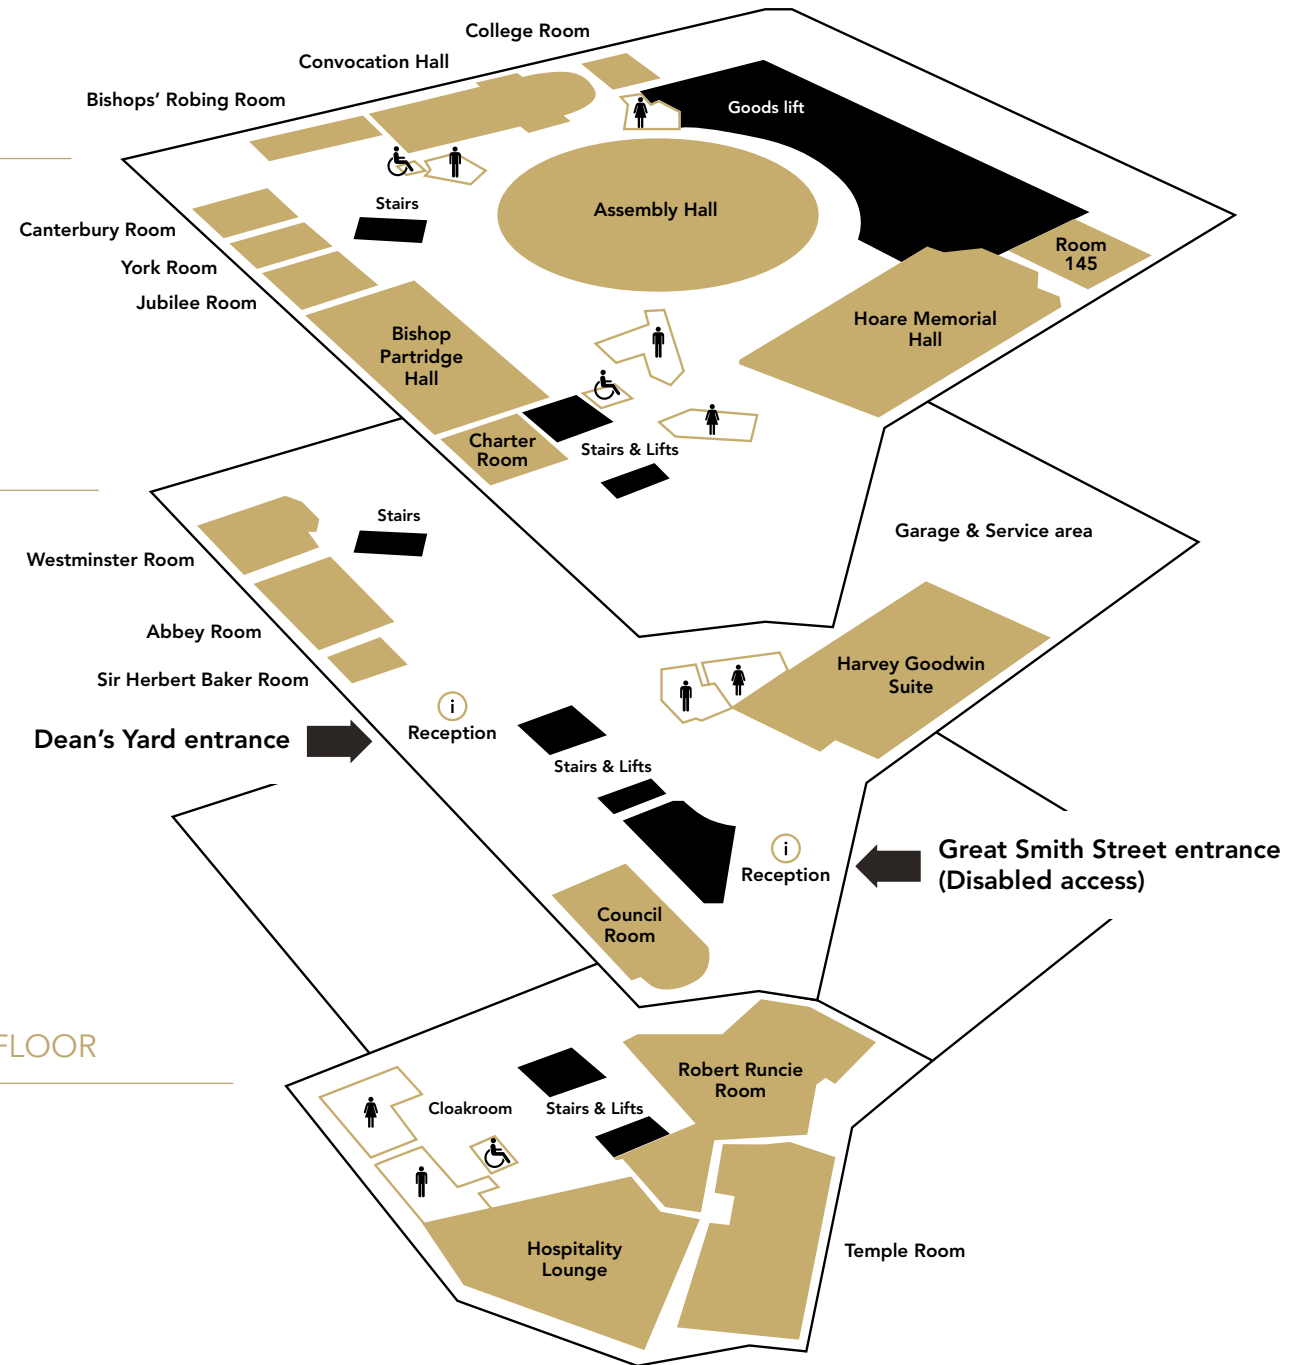 College Room
Convocation Hall
Bishops’ Robing Room
Goods lift
Stairs
Assembly Hall
Canterbury Room
York Room
Jubilee Room
Room
145
Bishop
Partridge
Hall
Hoare Memorial
Hall
Charter
Room
Stairs & Lifts
Stairs
Garage & Service area
Westminster Room
Abbey Room
Sir Herbert Baker Room
Harvey Goodwin
Suite
i
Reception
Dean’s Yard entrance
Stairs & Lifts
i
Reception
Great Smith Street entrance
(Disabled access)
Council
Room
FLOOR
Robert Runcie
Room
Cloakroom
Stairs & Lifts
Hospitality
Lounge
Temple Room